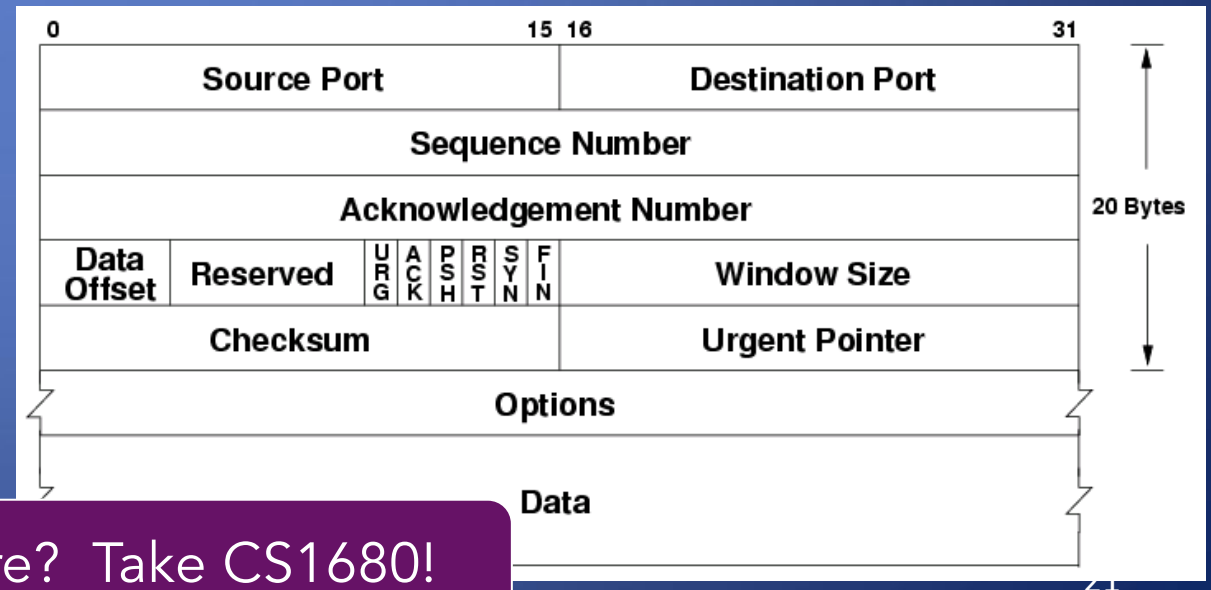 0 15 16 31
Source Port Destination Port
Sequence Number
Acknowledgement Number
20 Bytes
Data Offset Reserved URG ACK PSH RST SYN FIN Window Size
Checksum Urgent Pointer
Options
Data
Take CS1680!
21